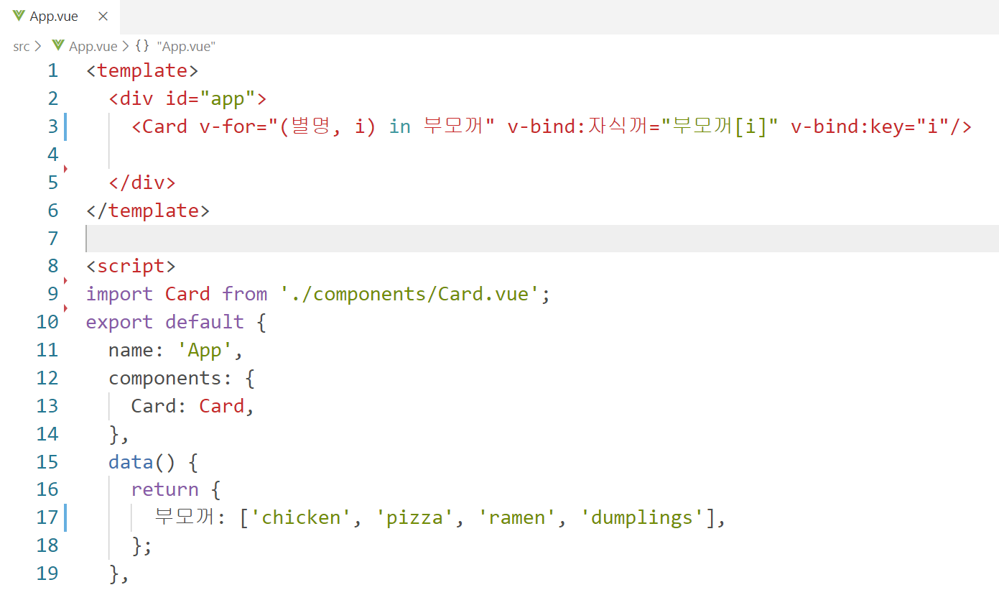 App.vue
src > App.vue > {} "App.vue"
1 <template>
2 <div id="app">
3 <Card v-for="(별명, i) in 부모꺼" v-bind:자식꺼="부모꺼[i]" v-bind:key="i"/>
4
5 </div>
6 </template>
7
8 <script>
9 import Card from './components/Card.vue';
10 export default {
11 name: 'App',
12 components: {
13 Card: Card,
14 },
15 data() {
16 return {
17 부모꺼: ['chicken', 'pizza', 'ramen', 'dumplings'],
18 };
19 },